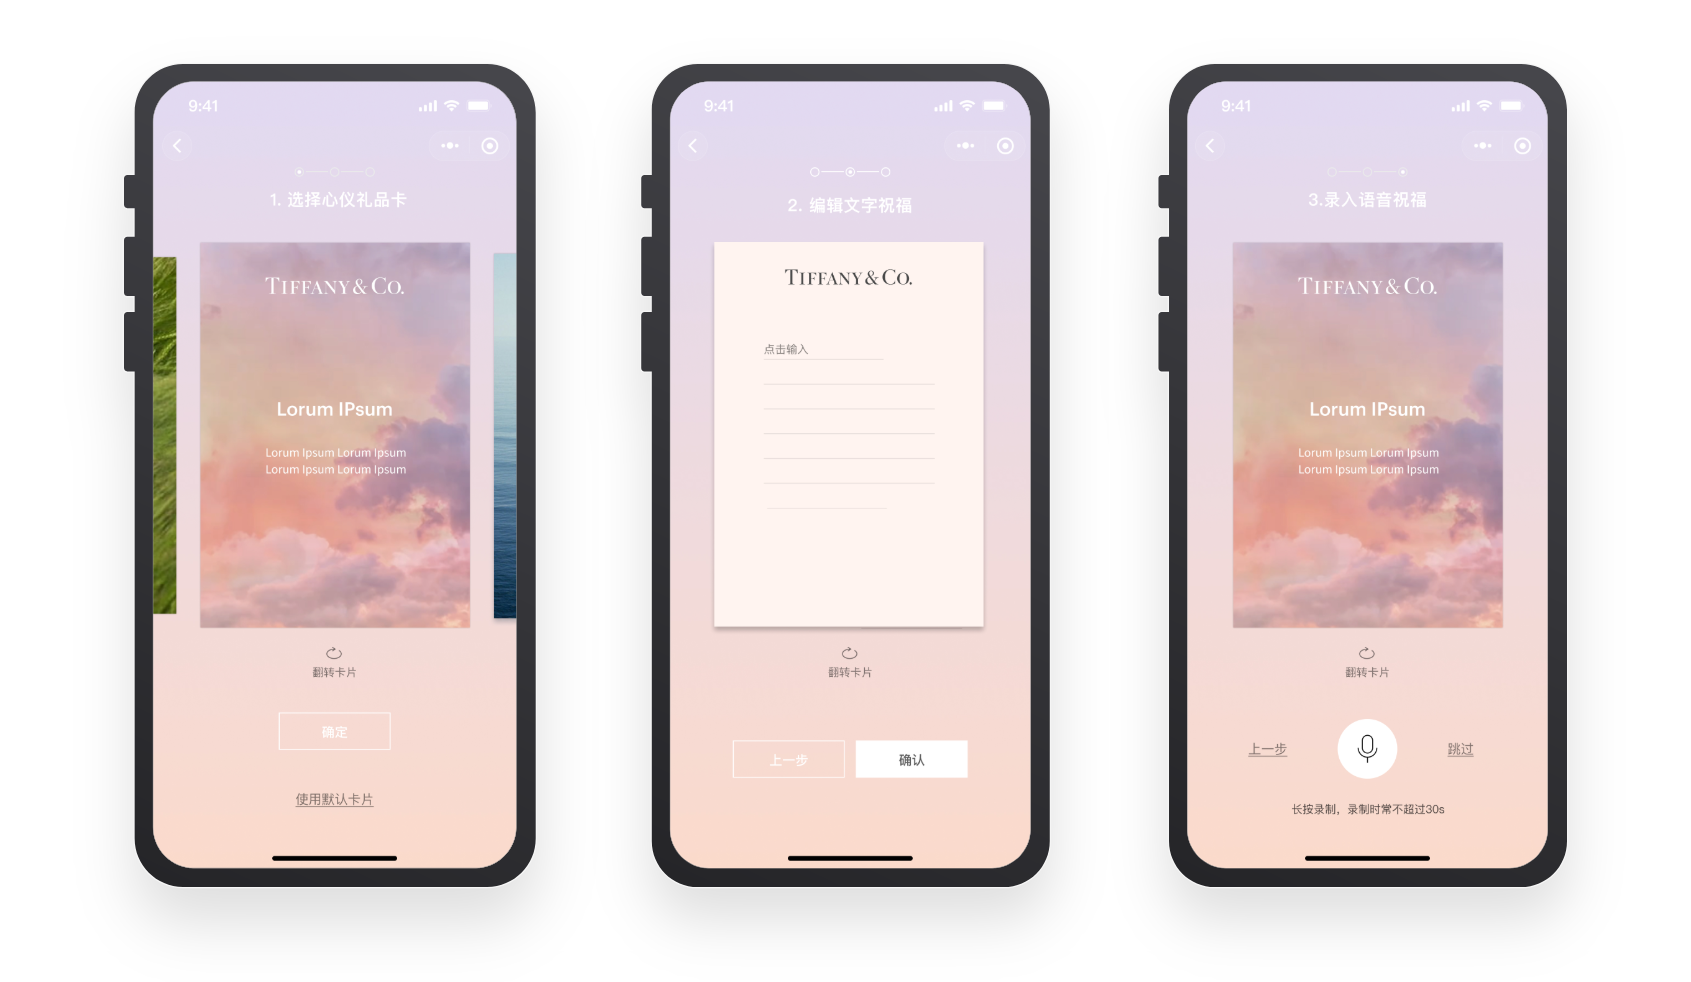 9:41
1. 选择心仪礼品卡
TIFFANY & CO.
Lorum IPsum
Lorum Ipsum Lorum Ipsum
Lorum Ipsum Lorum Ipsum
翻转卡片
确定
使用默认卡片
9:41
2. 编辑文字祝福
TIFFANY & CO.
点击输入
翻转卡片
上一步
确认
9:41
3.录入语音祝福
TIFFANY & CO.
Lorum IPsum
Lorum Ipsum Lorum Ipsum
Lorum Ipsum Lorum Ipsum
翻转卡片
上一步
跳过
长按录制，录制时常不超过30s